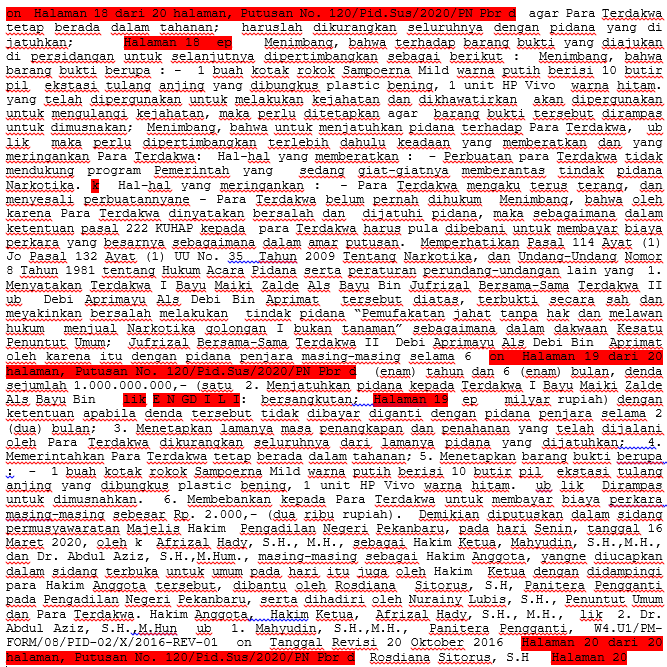 on Halaman 18 dari 20 halaman, Putusan No. 120/Pid.Sus/2020/PN Pbr d agar Para Terdakwa
tetap berada dalam tahanan; haruslah dikurangkan seluruhnya dengan pidana yang di
jatuhkan; Halaman 18 ep Menimbang, bahwa terhadap barang bukti yang diajukan
di persidangan untuk selanjutnya dipertimbangkan sebagai berikut : Menimbang, bahwa
barang bukti berupa : - 1 buah kotak rokok Sampoerna Mild warna putih berisi 10 butir
pil ekstasi tulang anjing yang dibungkus plastic bening, 1 unit HP Vivo warna hitam.
yang telah dipergunakan untuk melakukan kejahatan dan dikhawatirkan akan dipergunakan
untuk mengulangi kejahatan, maka perlu ditetapkan agar barang bukti tersebut dirampas
untuk dimusnakan; Menimbang, bahwa untuk menjatuhkan pidana terhadap Para Terdakwa, ub
lik maka perlu dipertimbangkan terlebih dahulu keadaan yang memberatkan dan yang
meringankan Para Terdakwa: Hal-hal yang memberatkan : - Perbuatan para Terdakwa tidak
mendukung program Pemerintah yang sedang giat-giatnya memberantas tindak pidana
Narkotika. k Hal-hal yang meringankan : - Para Terdakwa mengaku terus terang, dan
menyesali perbuatannyane - Para Terdakwa belum pernah dihukum Menimbang, bahwa oleh
karena Para Terdakwa dinyatakan bersalah dan dijatuhi pidana, maka sebagaimana dalam
ketentuan pasal 222 KUHAP kepada para Terdakwa harus pula dibebani untuk membayar biaya
perkara yang besarnya sebagaimana dalam amar putusan. Memperhatikan Pasal 114 Ayat (1)
Jo Pasal 132 Ayat (1) UU No. 35 Tahun 2009 Tentang Narkotika, dan Undang-Undang Nomor
8 Tahun 1981 tentang Hukum Acara Pidana serta peraturan perundang-undangan lain yang 1.
Menyatakan Terdakwa I Bayu Maiki Zalde Als Bayu Bin Jufrizal Bersama-Sama Terdakwa II
ub Debi Aprimayu Als Debi Bin Aprimat tersebut diatas, terbukti secara sah dan
meyakinkan bersalah melakukan tindak pidana "Pemufakatan jahat tanpa hak dan melawan
hukum menjual Narkotika golongan I bukan tanaman" sebagaimana dalam dakwaan Kesatu
Penuntut Umum; Jufrizal Bersama-Sama Terdakwa II Debi Aprimayu Als Debi Bin Aprimat
oleh karena itu dengan pidana penjara masing-masing selama 6 on Halaman 19 dari 20
halaman, Putusan No. 120/Pid.Sus/2020/PN Pbr d (enam) tahun dan 6 (enam) bulan, denda
sejumlah 1.000.000.000,- (satu 2. Menjatuhkan pidana kepada Terdakwa I Bayu Maiki Zalde
Als Bayu Bin lik E N G D I L I: bersangkutan; Halaman 19 ep milyar rupiah) dengan
ketentuan apabila denda tersebut tidak dibayar diganti dengan pidana penjara selama 2
(dua) bulan; 3. Menetapkan lamanya masa penangkapan dan penahanan yang telah dijalani
oleh Para Terdakwa dikurangkan seluruhnya dari lamanya pidana yang dijatuhkan; 4.
Memerintahkan Para Terdakwa tetap berada dalam tahanan; 5. Menetapkan barang bukti berupa
: - 1 buah kotak rokok Sampoerna Mild warna putih berisi 10 butir pil ekstasi tulang
anjing yang dibungkus plastic bening, 1 unit HP Vivo warna hitam. ub lik Dirampas
untuk dimusnahkan. 6. Membebankan kepada Para Terdakwa untuk membayar biaya perkara
masing-masing sebesar Rp. 2.000,- (dua ribu rupiah). Demikian diputuskan dalam sidang
permusyawaratan Majelis Hakim Pengadilan Negeri Pekanbaru, pada hari Senin, tanggal 16
Maret 2020, oleh k Afrizal Hady, S.H., M.H., sebagai Hakim Ketua, Mahyudin, S.H.,M.H.,
dan Dr. Abdul Aziz, S.H.,M.Hum., masing-masing sebagai Hakim Anggota, yangne diucapkan
dalam sidang terbuka untuk umum pada hari itu juga oleh Hakim Ketua dengan didampingi
para Hakim Anggota tersebut, dibantu oleh Rosdiana Sitorus, S.H, Panitera Pengganti
pada Pengadilan Negeri Pekanbaru, serta dihadiri oleh Nurainy Lubis, S.H., Penuntut Umum
dan Para Terdakwa. Hakim Anggota, Hakim Ketua, Afrizal Hady, S.H., M.H., lik 2. Dr.
Abdul Aziz, S.H.,M.Hun ub 1. Mahyudin, S.H.,M.H., Panitera Pengganti, W4.U1/PM-
FORM/08/PID-02/X/2016-REV-01 on Tanggal Revisi 20 Oktober 2016 Halaman 20 dari 20
halaman, Putusan No. 120/Pid.Sus/2020/PN Pbr d Rosdiana Sitorus, S.H Halaman 20